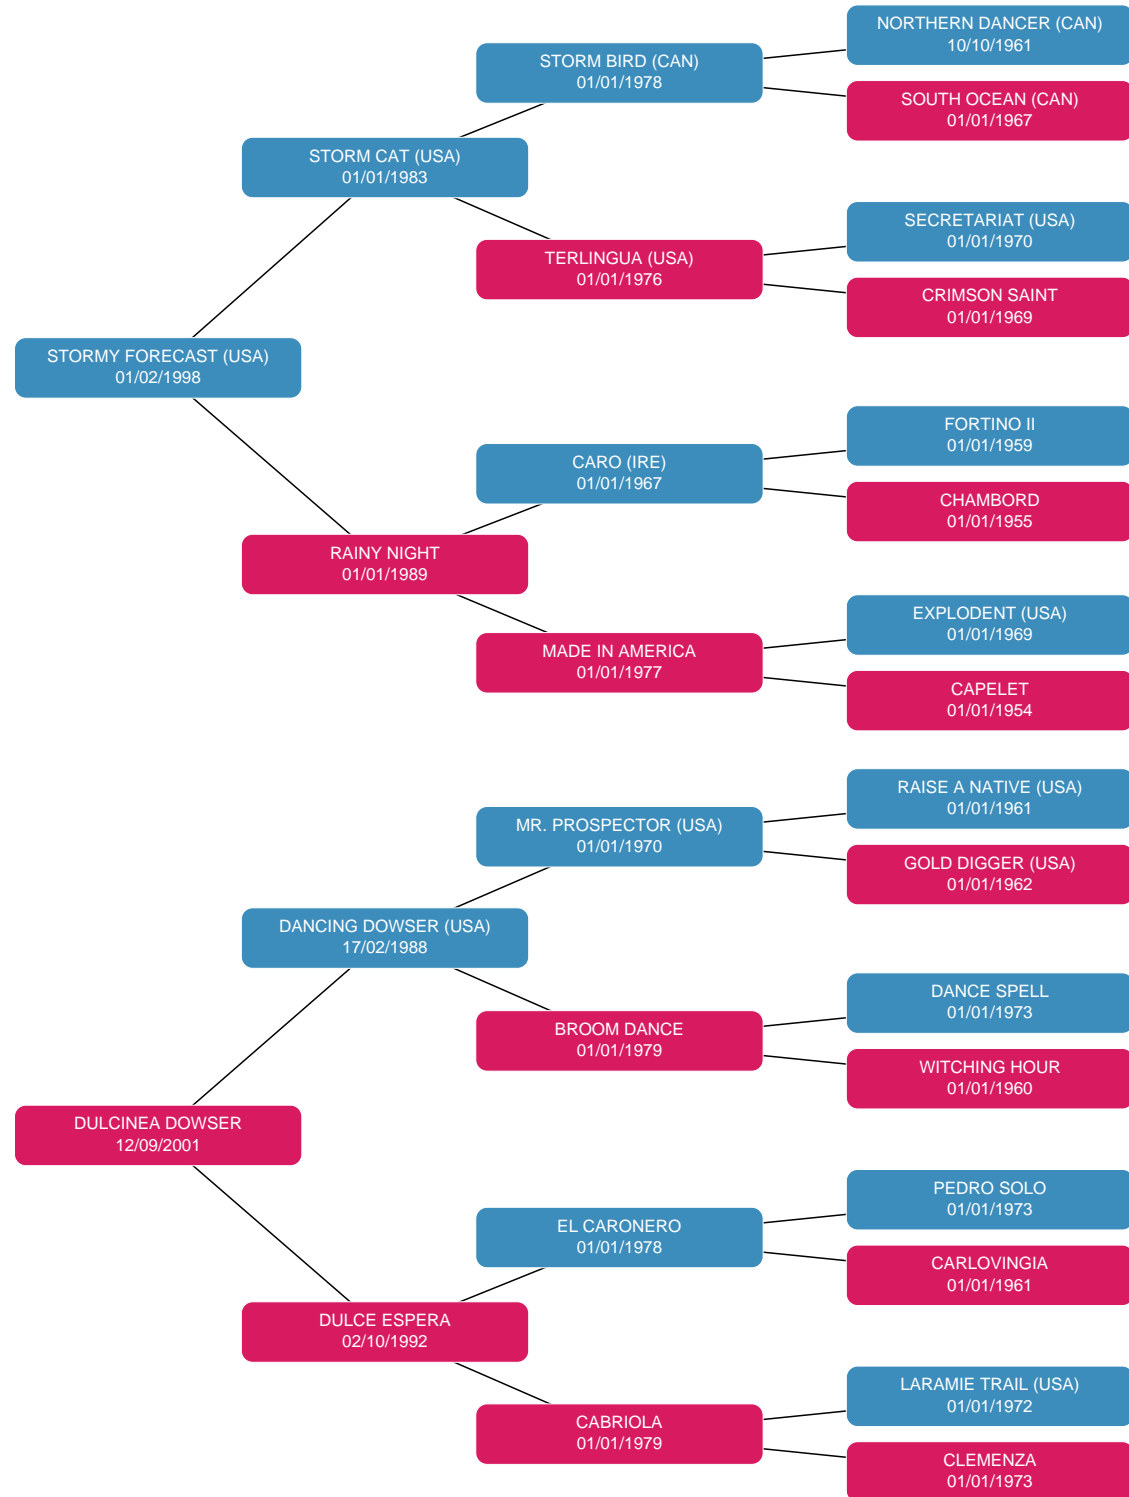 NORTHERN DANCER (CAN)
10/10/1961
STORM BIRD (CAN)
01/01/1978
SOUTH OCEAN (CAN)
01/01/1967
STORM CAT (USA)
01/01/1983
SECRETARIAT (USA)
01/01/1970
TERLINGUA (USA)
01/01/1976
CRIMSON SAINT
01/01/1969
STORMY FORECAST (USA)
01/02/1998
FORTINO II
01/01/1959
CARO (IRE)
01/01/1967
CHAMBORD
01/01/1955
RAINY NIGHT
01/01/1989
EXPLODENT (USA)
01/01/1969
MADE IN AMERICA
01/01/1977
CAPELET
01/01/1954
RAISE A NATIVE (USA)
01/01/1961
MR. PROSPECTOR (USA)
01/01/1970
GOLD DIGGER (USA)
01/01/1962
DANCING DOWSER (USA)
17/02/1988
DANCE SPELL
01/01/1973
BROOM DANCE
01/01/1979
WITCHING HOUR
01/01/1960
DULCINEA DOWSER
12/09/2001
PEDRO SOLO
01/01/1973
EL CARONERO
01/01/1978
CARLOVINGIA
01/01/1961
DULCE ESPERA
02/10/1992
LARAMIE TRAIL (USA)
01/01/1972
CABRIOLA
01/01/1979
CLEMENZA
01/01/1973